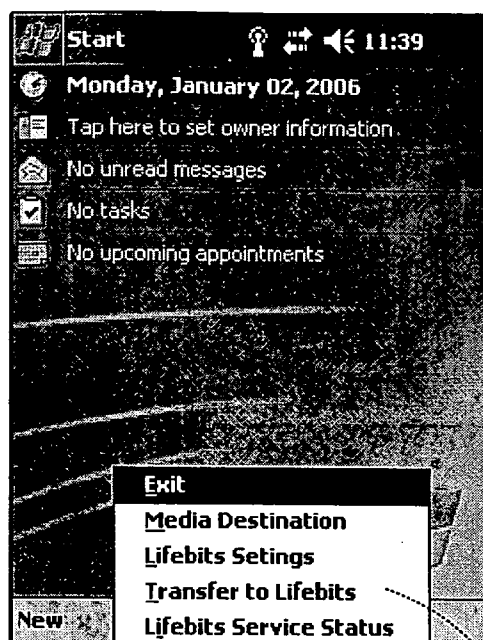 Start 11:39
Monday, January 02, 2006
Tap here to set owner information
No unread messages
No tasks
No upcoming appointments
Exit
Media Destination
Lifebits Setings
Transfer to Lifebits
New Lifebits Service Status